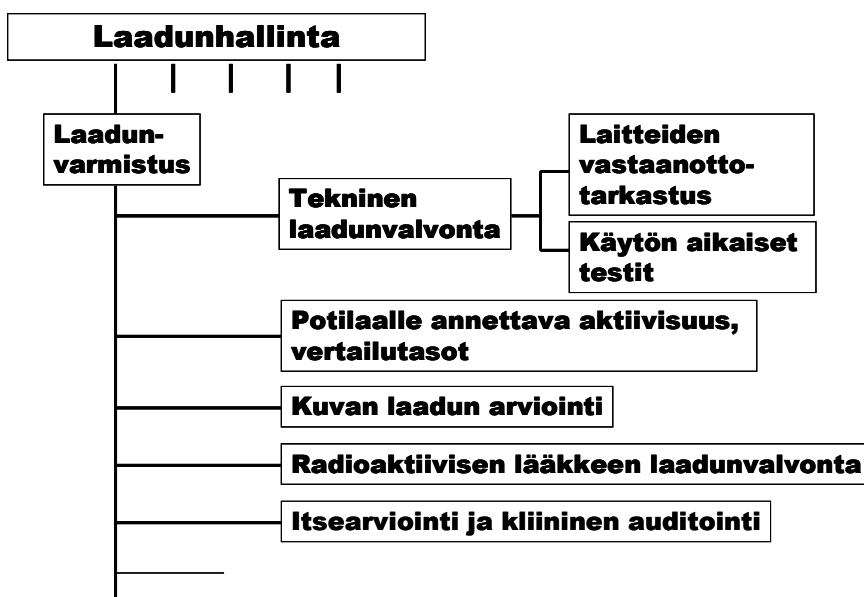 Laadunhallinta
Laadun-
varmistus
Tekninen
laadunvalvonta
Laitteiden
vastaanotto-
tarkastus
Käytön aikaiset
testit
Potilaalle annettava aktiivisuus,
vertailutasot
Kuvan laadun arviointi
Radioaktiivisen lääkkeen laadunvalvonta
Itsearviointi ja kliininen auditointi